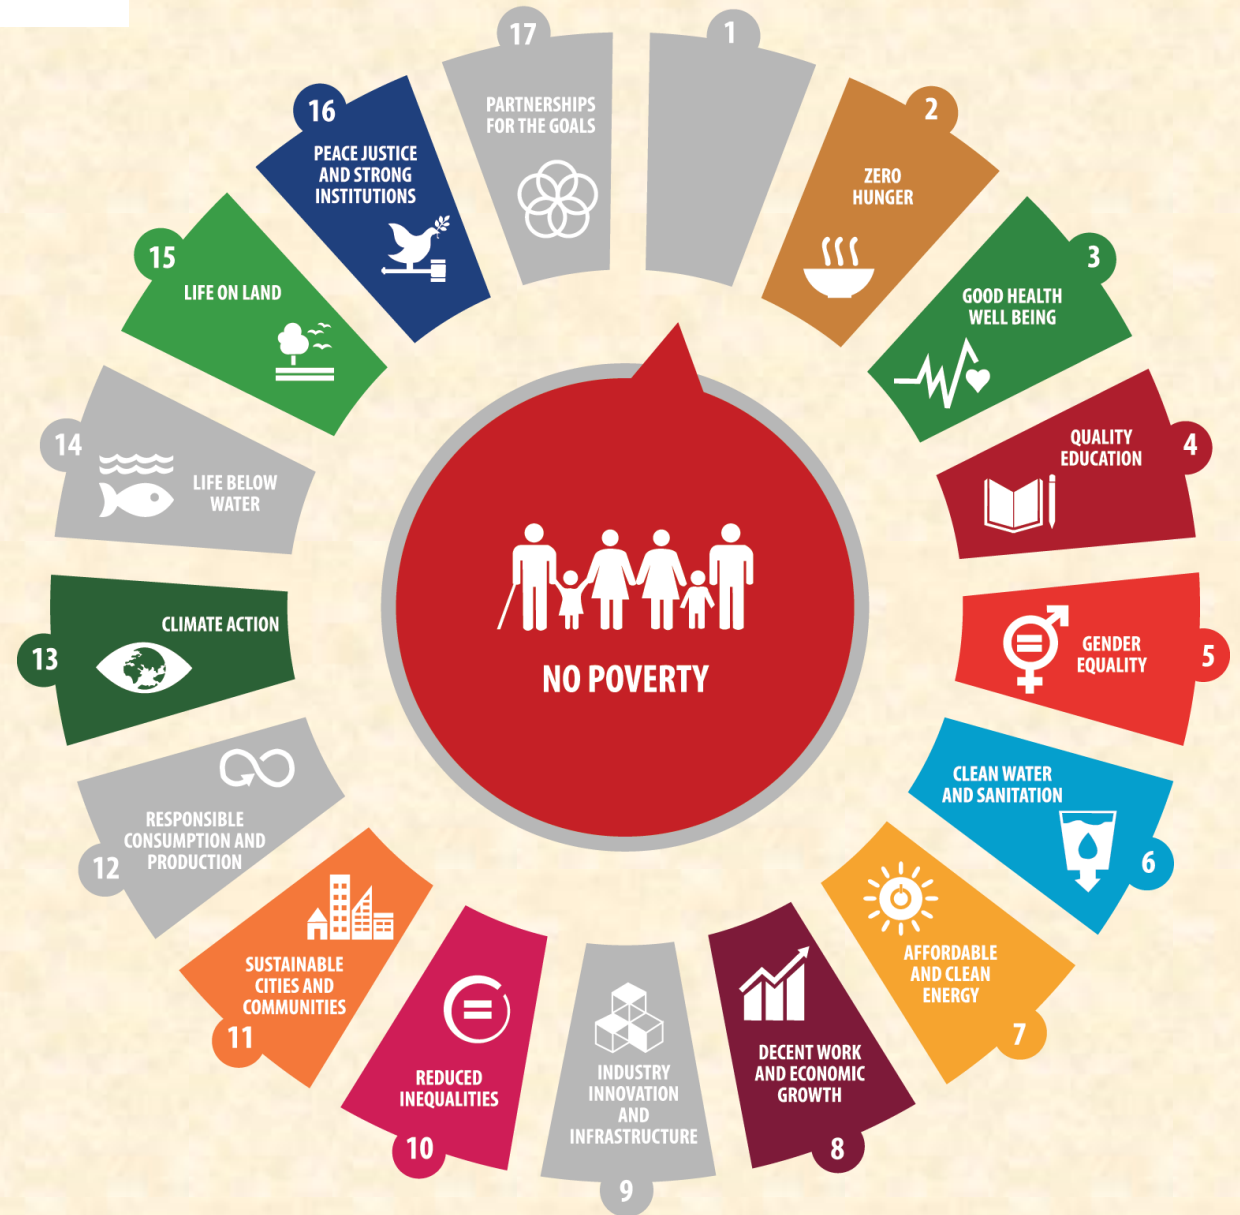 1
2
ZERO
HUNGER
3
GOOD HEALTH
WELL BEING
4
QUALITY
EDUCATION
5
GENDER
EQUALITY
6
CLEAN WATER
AND SANITATION
7
AFFORDABLE
AND CLEAN
ENERGY
8
DECENT WORK
AND ECONOMIC
GROWTH
9
INDUSTRY
INNOVATION
AND
INFRASTRUCTURE
10
REDUCED
INEQUALITIES
11
SUSTAINABLE
CITIES AND
COMMUNITIES
12
RESPONSIBLE
CONSUMPTION AND
PRODUCTION
13
CLIMATE ACTION
14
LIFE BELOW
WATER
15
LIFE ON LAND
16
PEACE JUSTICE
AND STRONG
INSTITUTIONS
17
PARTNERSHIPS
FOR THE GOALS
NO POVERTY